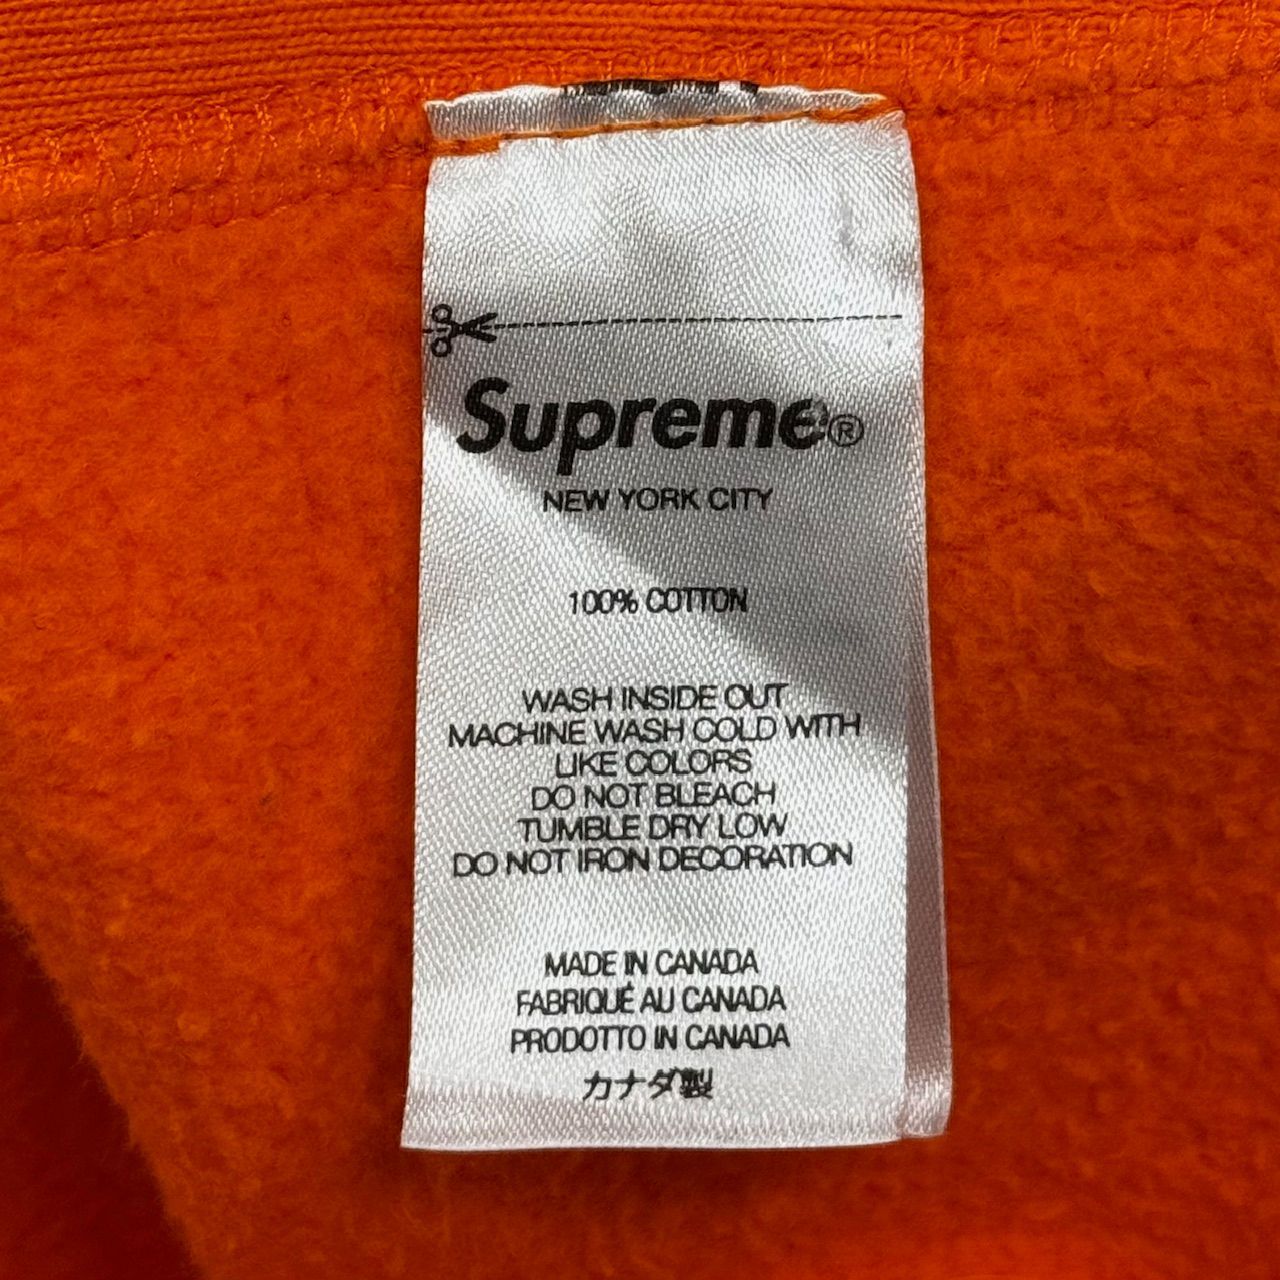 Supreme®
NEW YORK CITY
100% COTTON
WASH INSIDE OUT
MACHINE WASH COLD WITH
LIKE COLORS
DO NOT BLEACH
TUMBLE DRY LOW
DO NOT IRON DECORATION
MADE IN CANADA
FABRIQUÉ AU CANADA
PRODOTTO IN CANADA
カナダ製